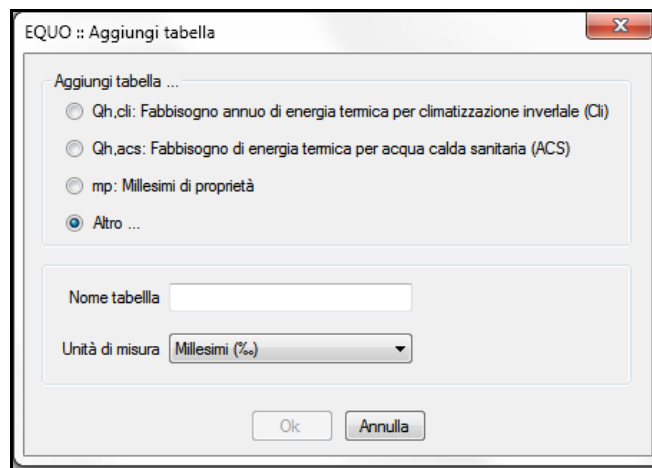 EQUO :: Aggiungi tabella
Aggiungi tabella ...
Qh,cli: Fabbisogno annuo di energia termica per climatizzazione inverlale (Cli)
Qh,acs: Fabbisogno di energia termica per acqua calda sanitaria (ACS)
mp: Millesimi di proprietà
Altro ...
Nome tabellla
Unità di misura Millesimi (‰)
Ok Annulla